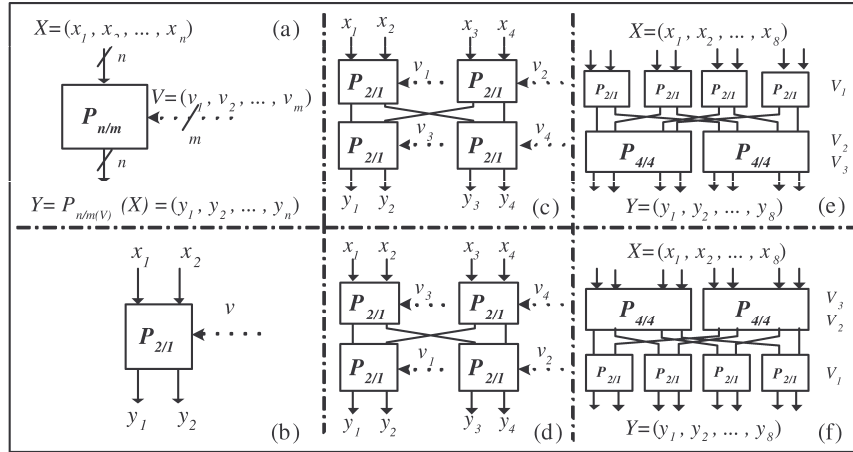 X=(x1, x2, ... , xn) (a)
n
Pn/m
V=(v1, v2, ... , vm)
m
n
Y= Pn/m(V) (X) =(y1, y2, ... , yn)
x1 x2
P2/1
v
y1 y2
(b)
x1 x2 x3 x4
P2/1 v1 P2/1 v2
P2/1 v3 P2/1 v4
y1 y2 y3 y4
(c)
x1 x2 x3 x4
P2/1 v3 P2/1 v4
P2/1 v1 P2/1 v2
y1 y2 y3 y4
(d)
X=(x1, x2, ... , x8)
P2/1 P2/1 P2/1 P2/1 V1
P4/4 P4/4 V2
V3
Y=(y1, y2, ... , y8) (e)
X=(x1, x2, ... , x8)
P4/4 P4/4 V3
V2
P2/1 P2/1 P2/1 P2/1 V1
Y=(y1, y2, ... , y8) (f)